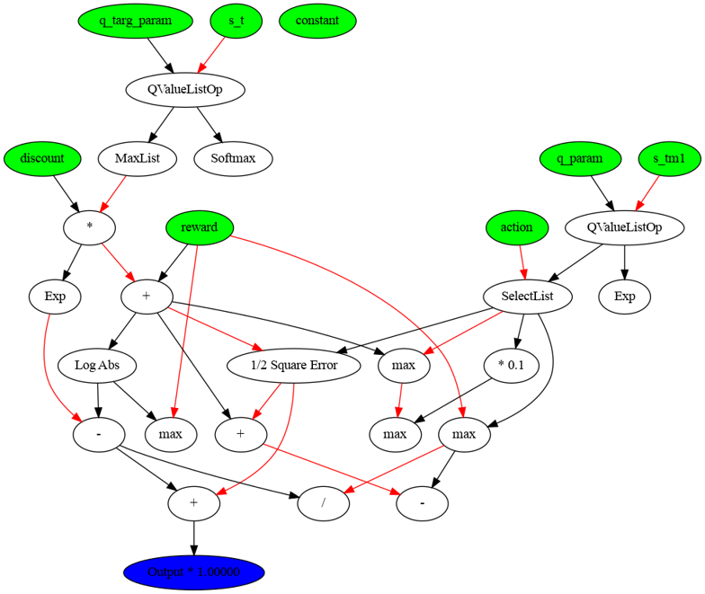 q_targ_param
s_t
constant
QValueListOp
discount
MaxList
Softmax
q_param
s_tm1
*
reward
action
QValueListOp
Exp
+
SelectList
Exp
Log Abs
1/2 Square Error
max
* 0.1
-
max
+
max
max
+
/
-
Output * 1.00000